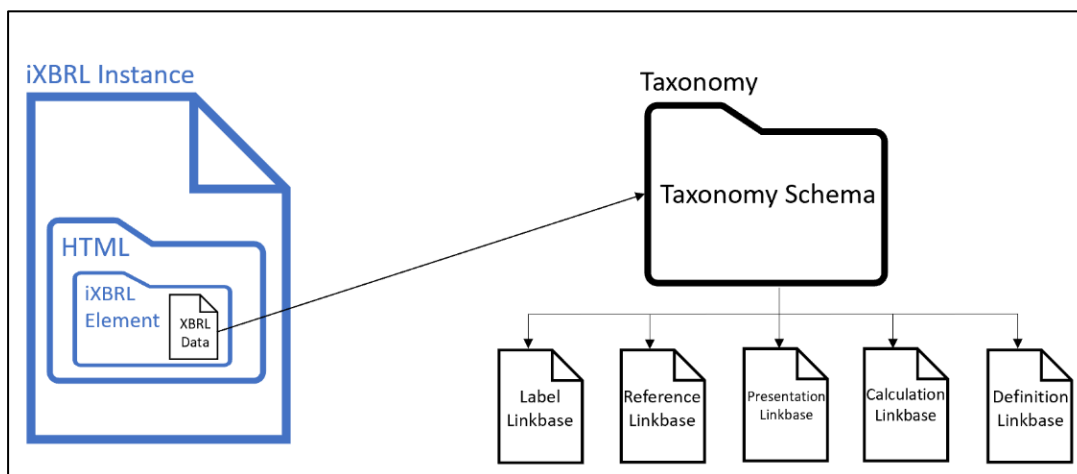 iXBRL Instance
HTML
iXBRL
Element
XBRL
Data
Taxonomy
Taxonomy Schema
Label
Linkbase
Reference
Linkbase
Presentation
Linkbase
Calculation
Linkbase
Definition
Linkbase